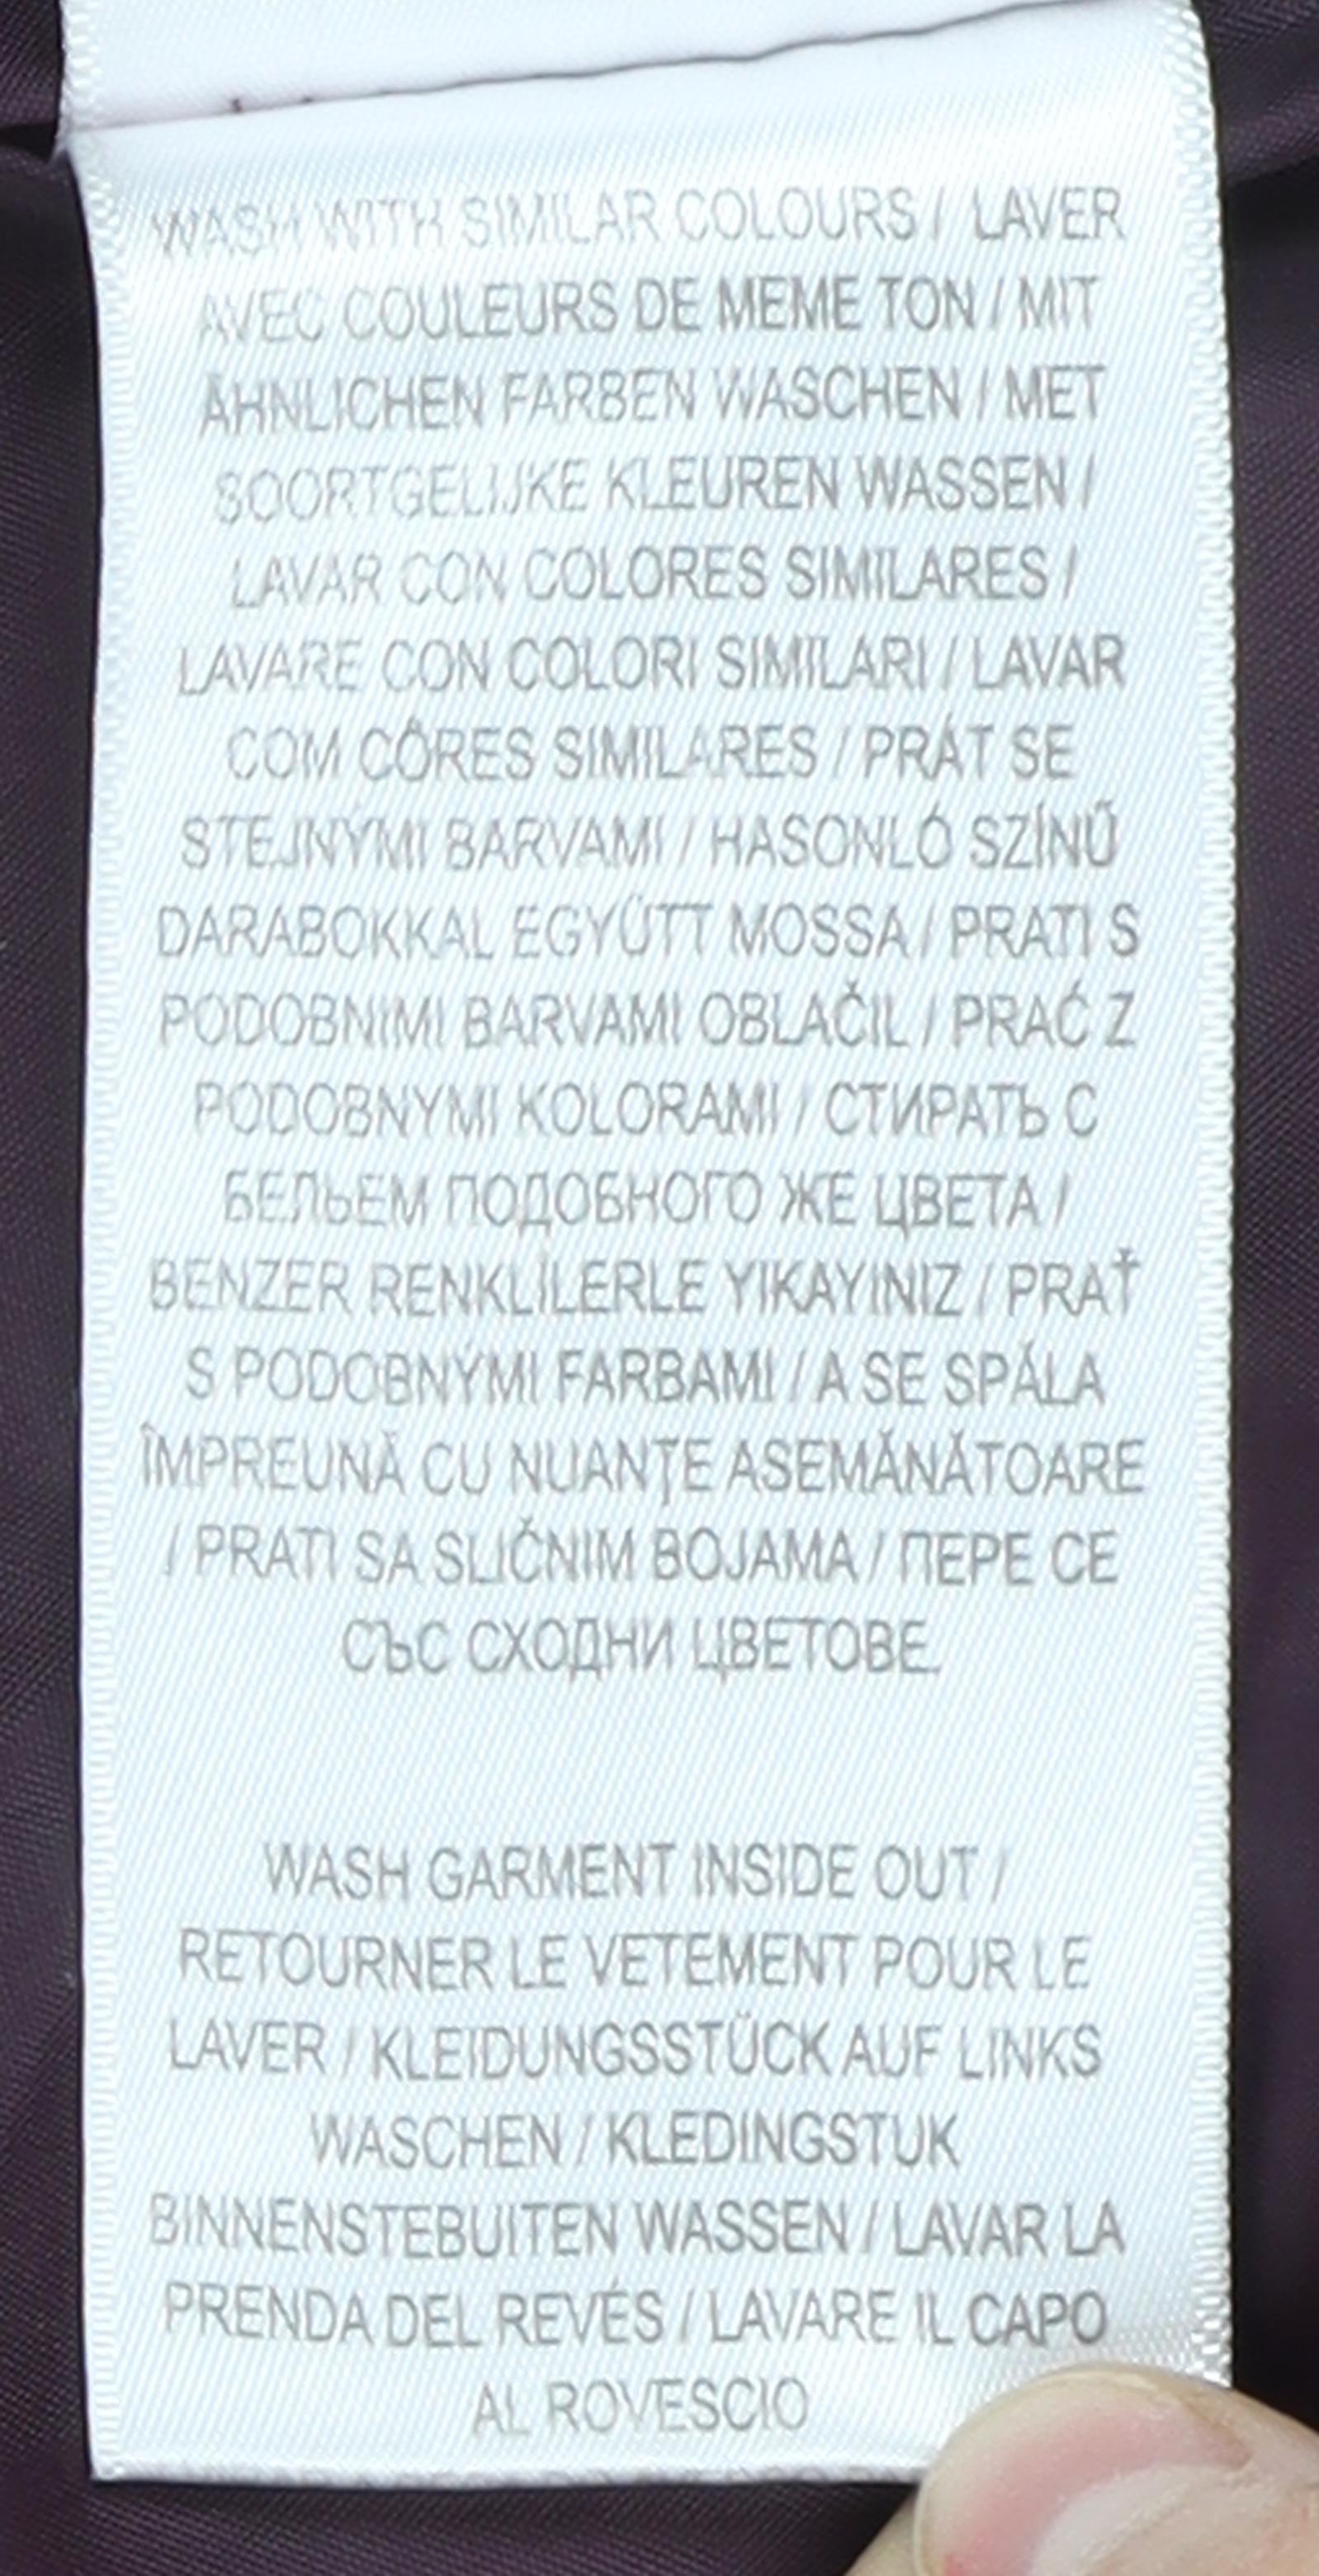 WASH WITH SIMILAR COLOURS / LAVER
AVEC COULEURS DE MEME TON / MIT
ÄHNLICHEN FARBEN WASCHEN / MET
SOORTGELIJKE KLEUREN WASSEN /
LAVAR CON COLORES SIMILARES /
LAVARE CON COLORI SIMILARI / LAVAR
COM CÔRES SIMILARES / PRÁT SE
STEJNÝMI BARVAMI / HASONLÓ SZÍNŰ
DARABOKKAL EGYÜTT MOSSA / PRATI S
PODOBNIMI BARVAMI OBLAČIL / PRAĆ Z
PODOBNYMI KOLORAMI / СТИРАТЬ С
БЕЛЬЕМ ПОДОБНОГО ЖЕ ЦВЕТА /
BENZER RENKLİLERLE YIKAYINIZ / PRAŤ
S PODOBNÝMI FARBAMI / A SE SPĂLA
ÎMPREUNĂ CU NUANŢE ASEMĂNĂTOARE
/ PRATI SA SLIČNIM BOJAMA / ПЕРЕ СЕ
СЪС СХОДНИ ЦВЕТОВЕ.
WASH GARMENT INSIDE OUT /
RETOURNER LE VETEMENT POUR LE
LAVER / KLEIDUNGSSTÜCK AUF LINKS
WASCHEN / KLEDINGSTUK
BINNENSTEBUITEN WASSEN / LAVAR LA
PRENDA DEL REVÉS / LAVARE IL CAPO
AL ROVESCIO